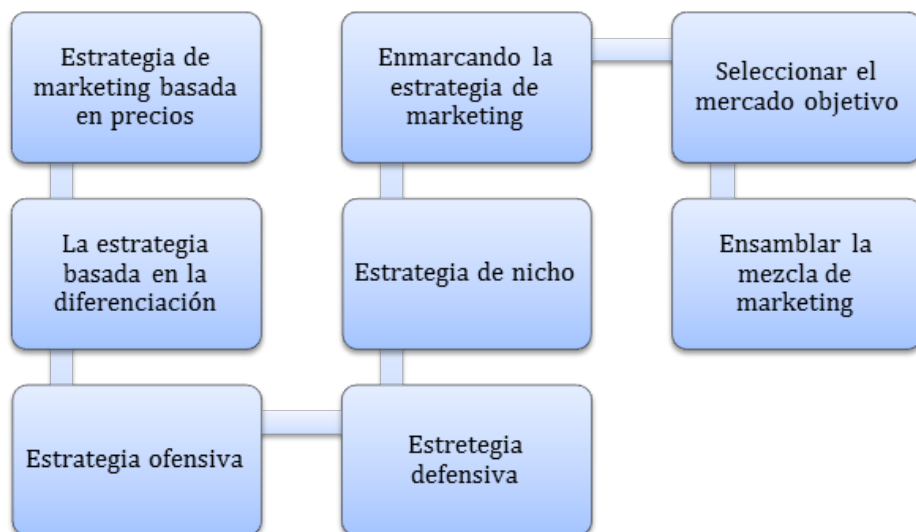 Estrategia de
marketing basada
en precios
La estrategia
basada en la
diferenciación
Estrategia ofensiva
Estretegia
defensiva
Estrategia de nicho
Enmarcando la
estrategia de
marketing
Seleccionar el
mercado objetivo
Ensamblar la
mezcla de
marketing